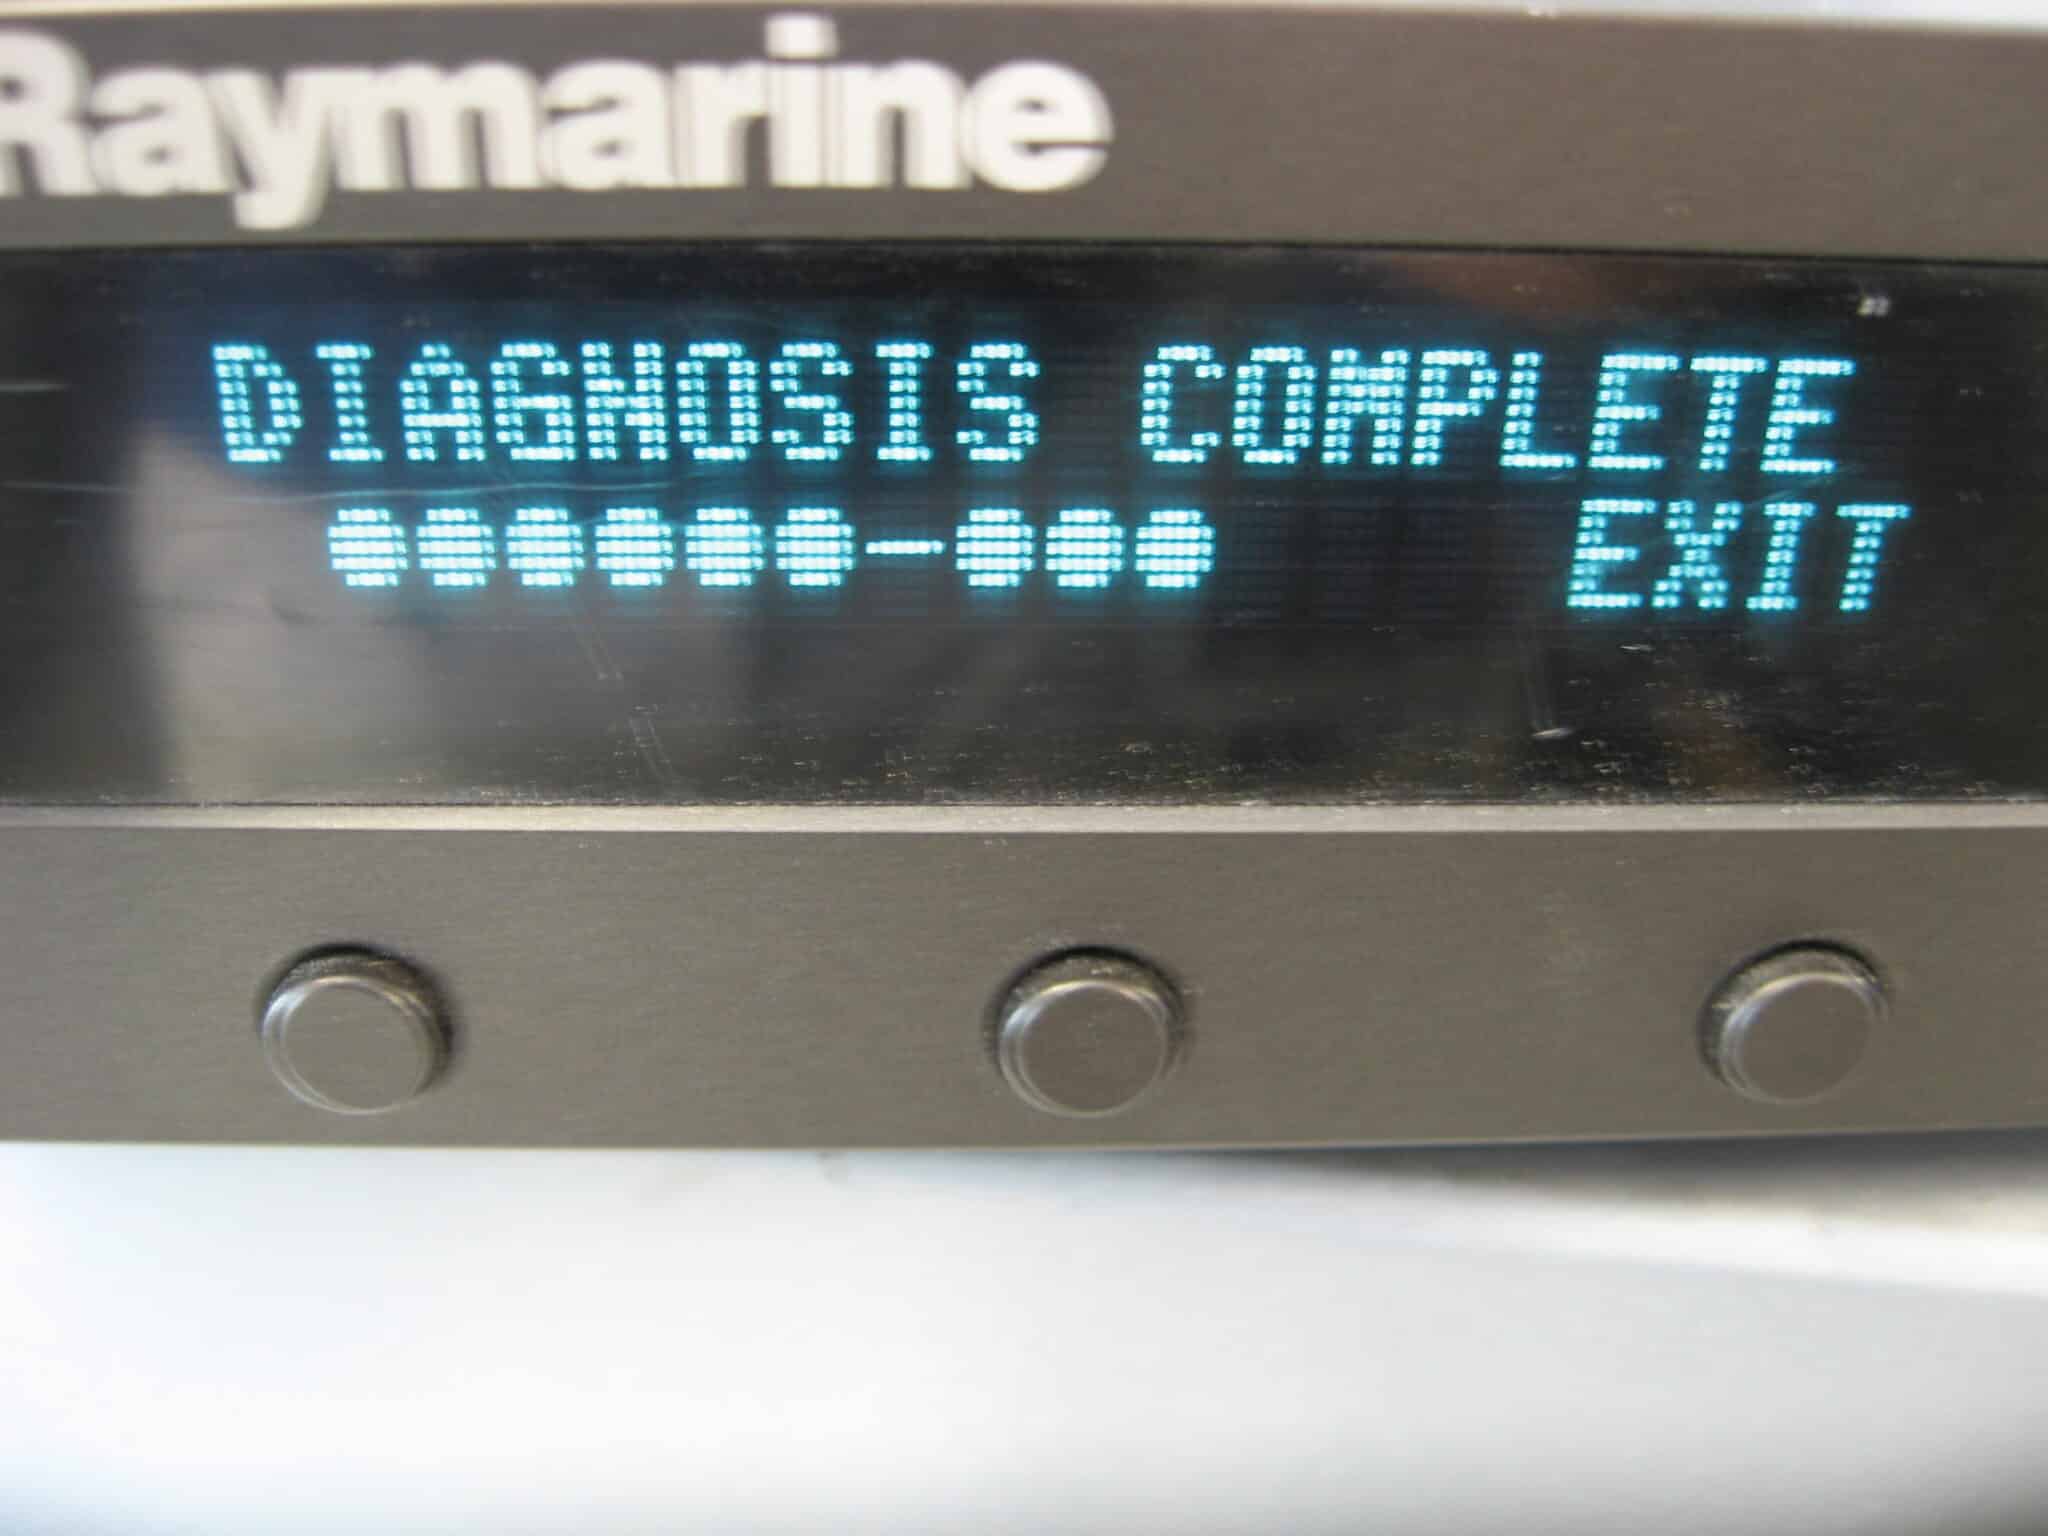 Raymarine
DIAGNOSIS COMPLETE
●●●●●●-●●● EXIT